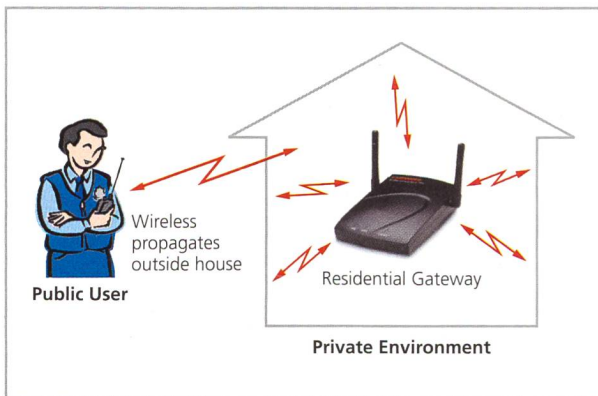 Wireless
propagates
outside house
Public User
Residential Gateway
Private Environment